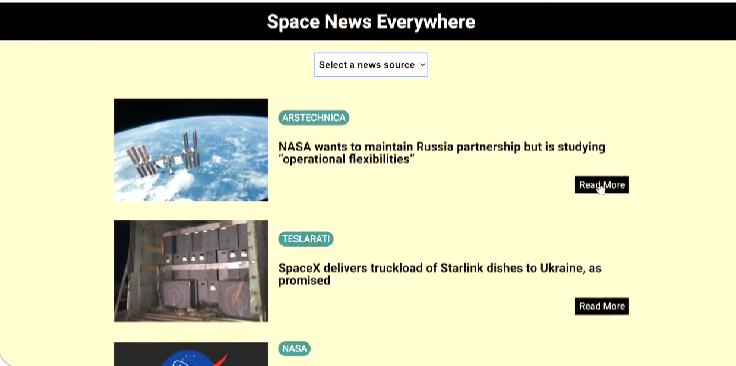 Space News Everywhere
Select a news source
ARSTECHNICA
NASA wants to maintain Russia partnership but is studying
"operational flexibilities"
Read More
TESLARATI
SpaceX delivers truckload of Starlink dishes to Ukraine, as
promised
Read More
NASA